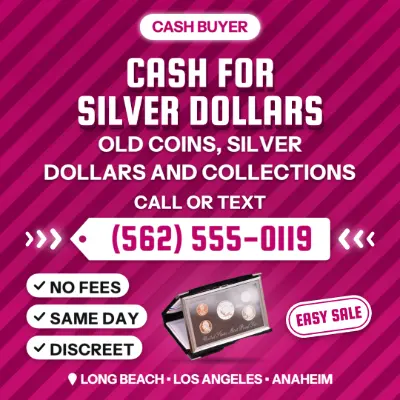 CASH BUYER
CASH FOR
SILVER DOLLARS
OLD COINS, SILVER
DOLLARS AND COLLECTIONS
CALL OR TEXT
(562) 555-0119
NO FEES
SAME DAY
DISCREET
EASY SALE
LONG BEACH • LOS ANGELES • ANAHEIM